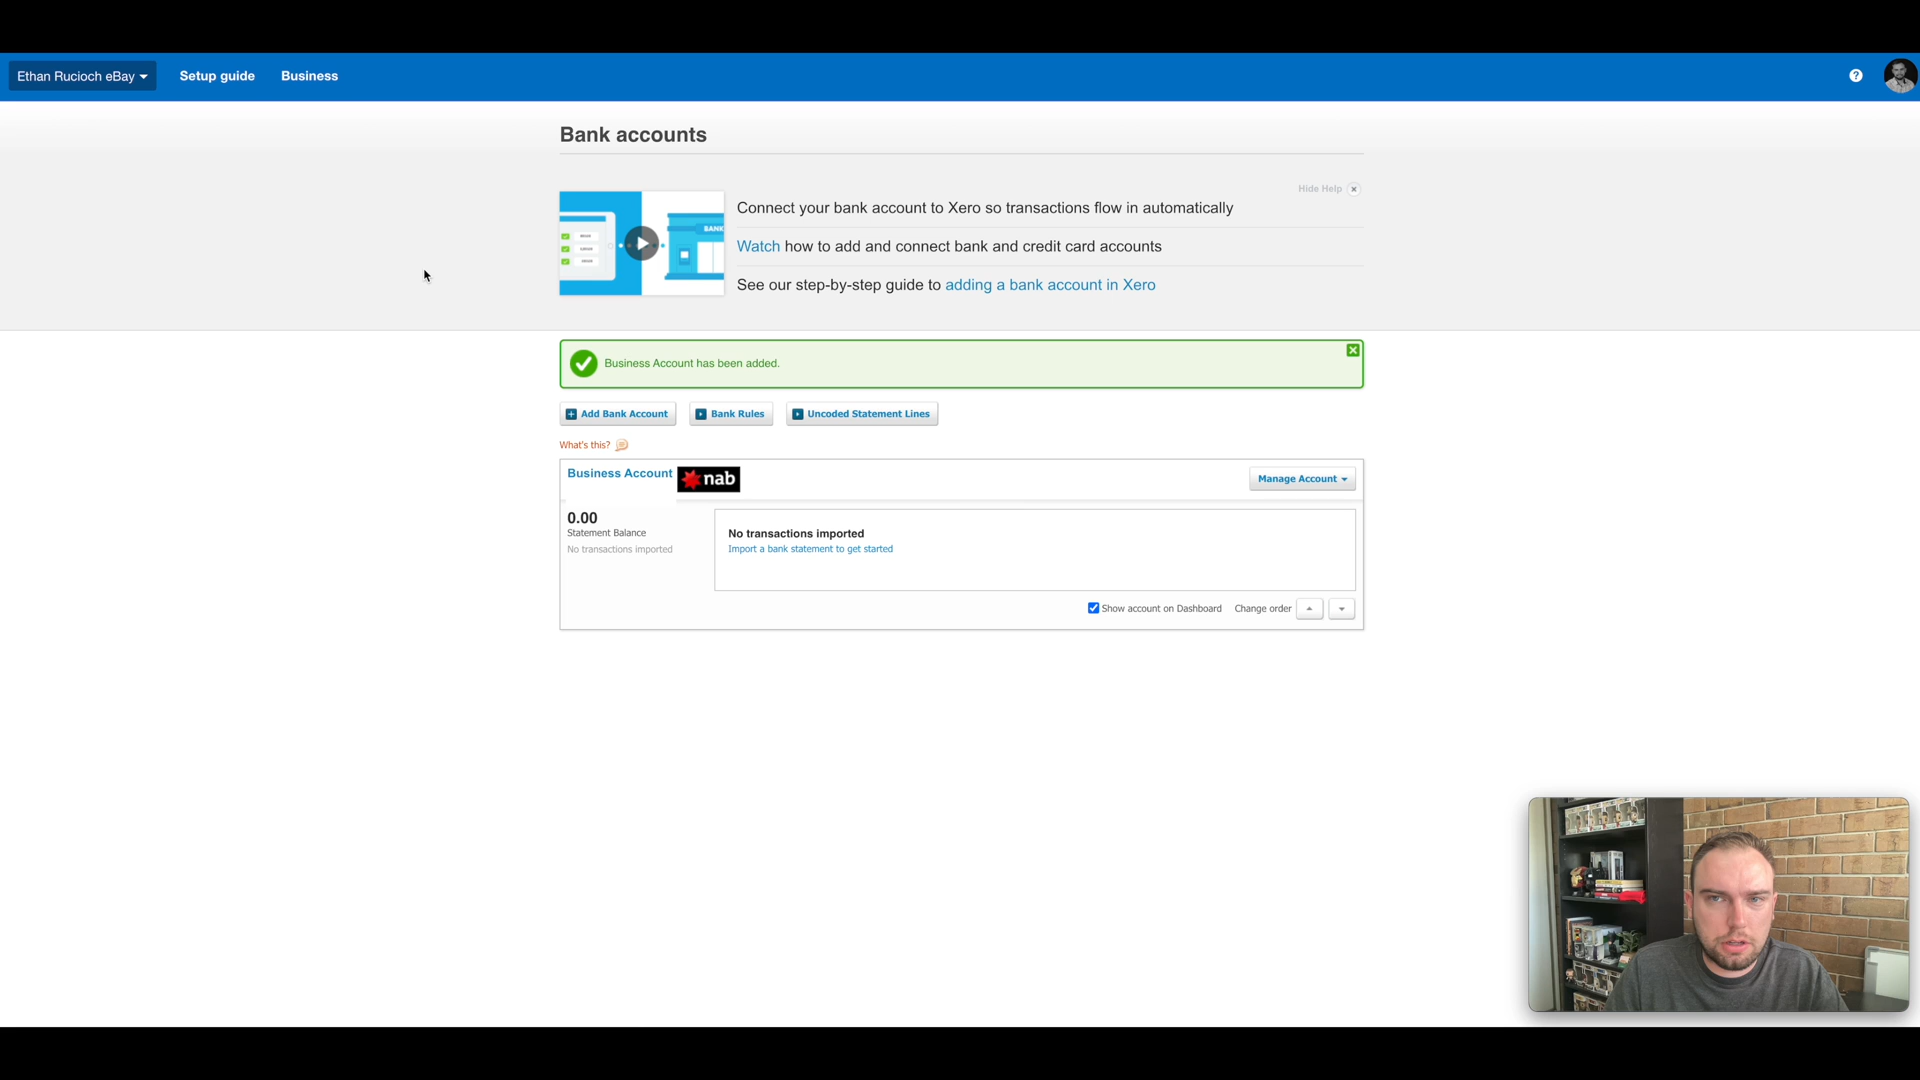 Ethan Rucioch eBay
Setup guide
Business
?
Bank accounts
Hide Help
BANK
Connect your bank account to Xero so transactions flow in automatically
Watch how to add and connect bank and credit card accounts
See our step-by-step guide to adding a bank account in Xero
Business Account has been added.
Add Bank Account
Bank Rules
Uncoded Statement Lines
What's this?
Business Account
nab
Manage Account
0.00
Statement Balance
No transactions imported
No transactions imported
Import a bank statement to get started
Show account on Dashboard
Change order